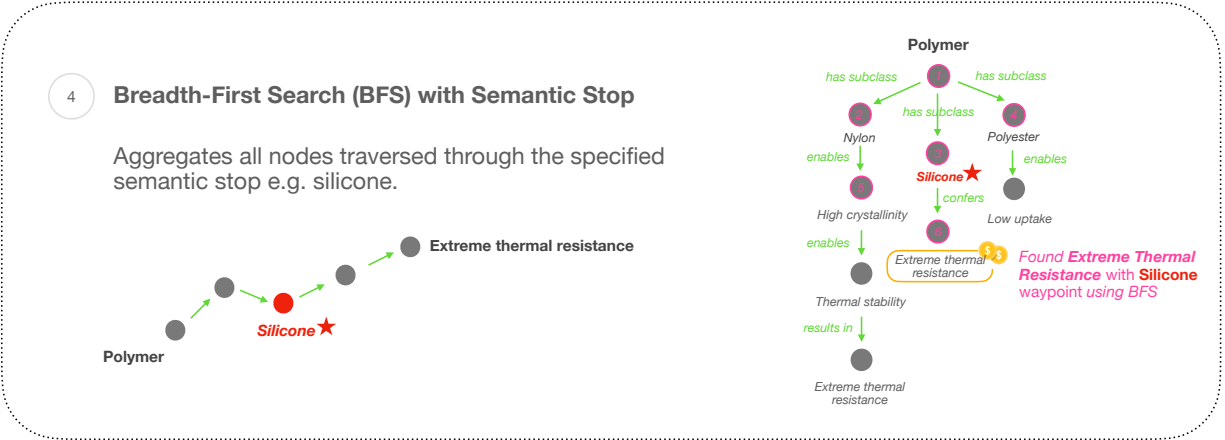 4
Breadth-First Search (BFS) with Semantic Stop
Aggregates all nodes traversed through the specified
semantic stop e.g. silicone.
Extreme thermal resistance
Silicone
Polymer
Polymer
has subclass
has subclass
1
has subclass
2
4
Nylon
Polyester
3
enables
enables
Silicone
5
confers
High crystallinity
Low uptake
6
enables
$
$
Extreme thermal
resistance
Found Extreme Thermal
Resistance with Silicone
waypoint using BFS
Thermal stability
results in
Extreme thermal
resistance